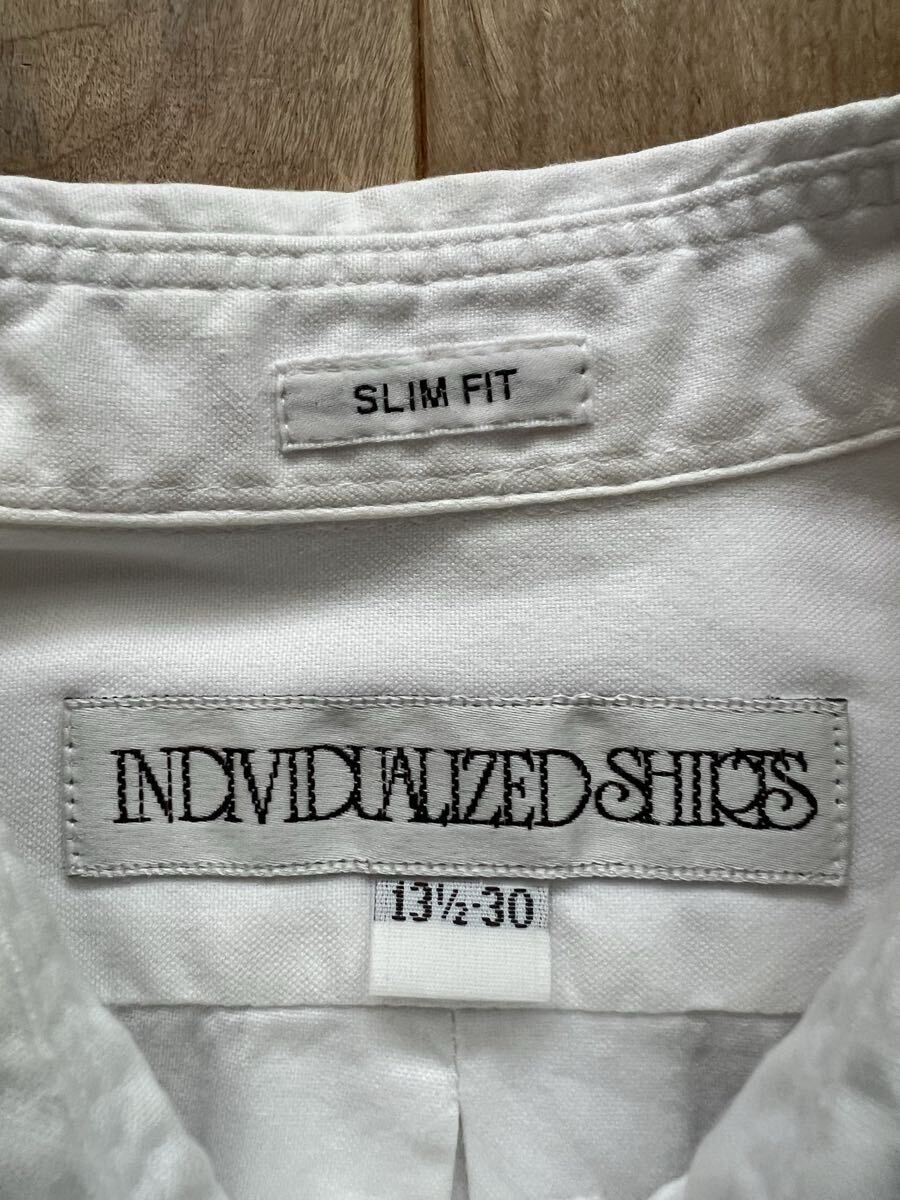 SLIM FIT
INDIVIDUALIZED SHIRTS
13½-30